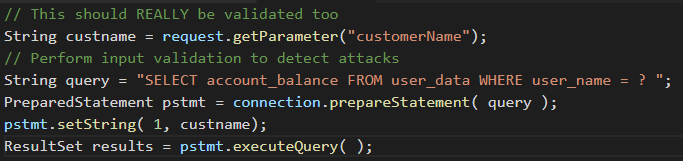 // This should REALLY be validated too
String custname = request.getParameter("customerName");
// Perform input validation to detect attacks
String query = "SELECT account_balance FROM user_data WHERE user_name = ? ";
PreparedStatement pstmt = connection.prepareStatement( query );
pstmt.setString( 1, custname);
ResultSet results = pstmt.executeQuery( );